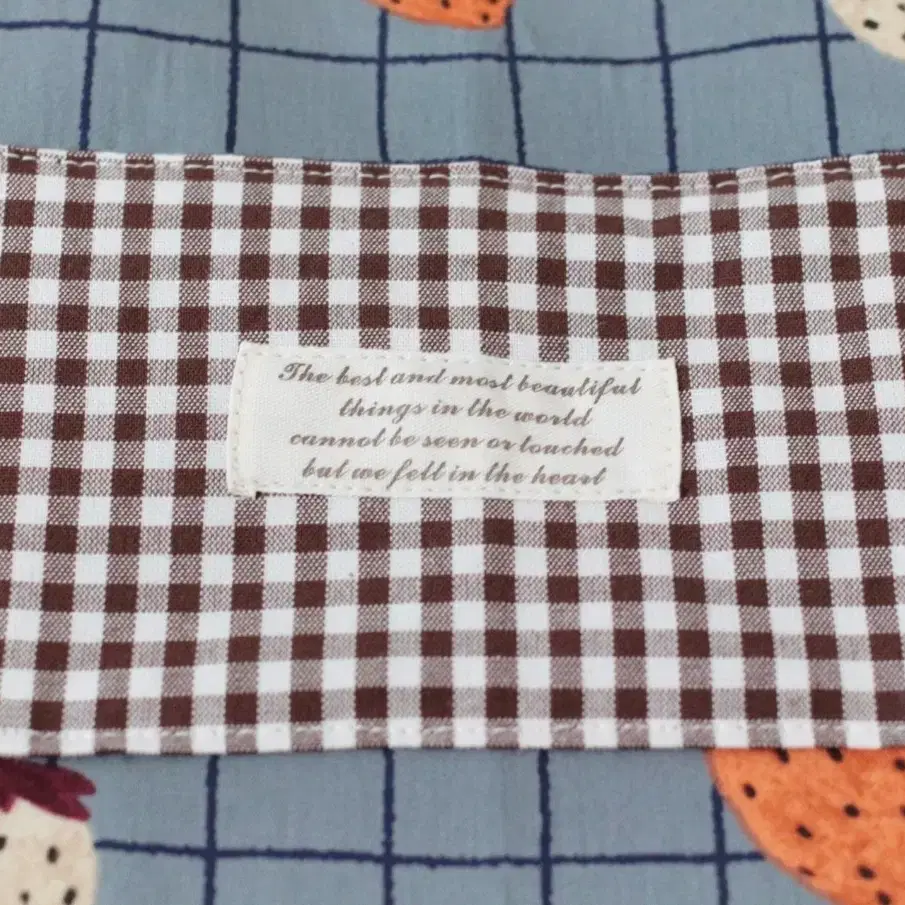 The best and most beautiful
things in the world
cannot be seen or touched
but we felt in the heart